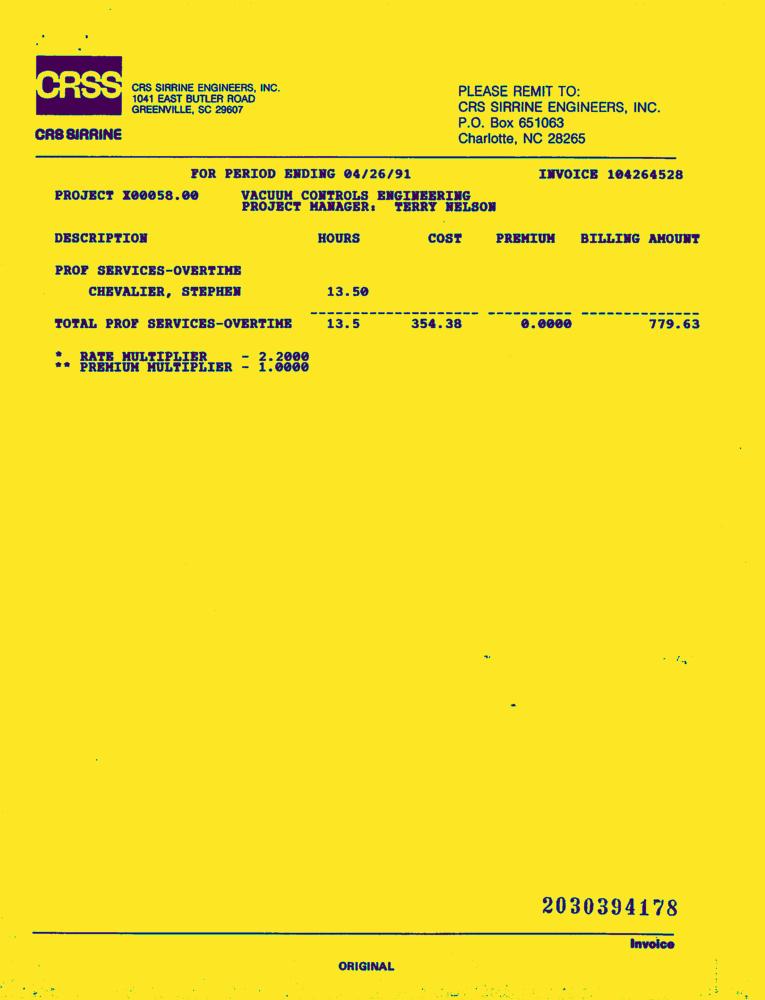 CRSS
CRS SIRRINE
CRS SIRRINE ENGINEERS, INC.
1041 EAST BUTLER ROAD
GREENVILLE, SC 29607
PLEASE REMIT TO:
CRS SIRRINE ENGINEERS, INC.
P.O. Box 651063
Charlotte, NC 28265
FOR PERIOD ENDING 04/26/91 INVOICE 104264528
PROJECT X00058.00 VACUUM CONTROLS ENGINEERING
PROJECT MANAGER: TERRY NELSON
DESCRIPTION HOURS COST PREMIUM BILLING AMOUNT
PROF SERVICES-OVERTIME
CHEVALIER, STEPHEN 13.50
TOTAL PROF SERVICES-OVERTIME 13.5 354.38 0.0000 779.63
* RATE MULTIPLIER - 2.2000
** PREMIUM MULTIPLIER - 1.0000
2030394178
Invoice
ORIGINAL